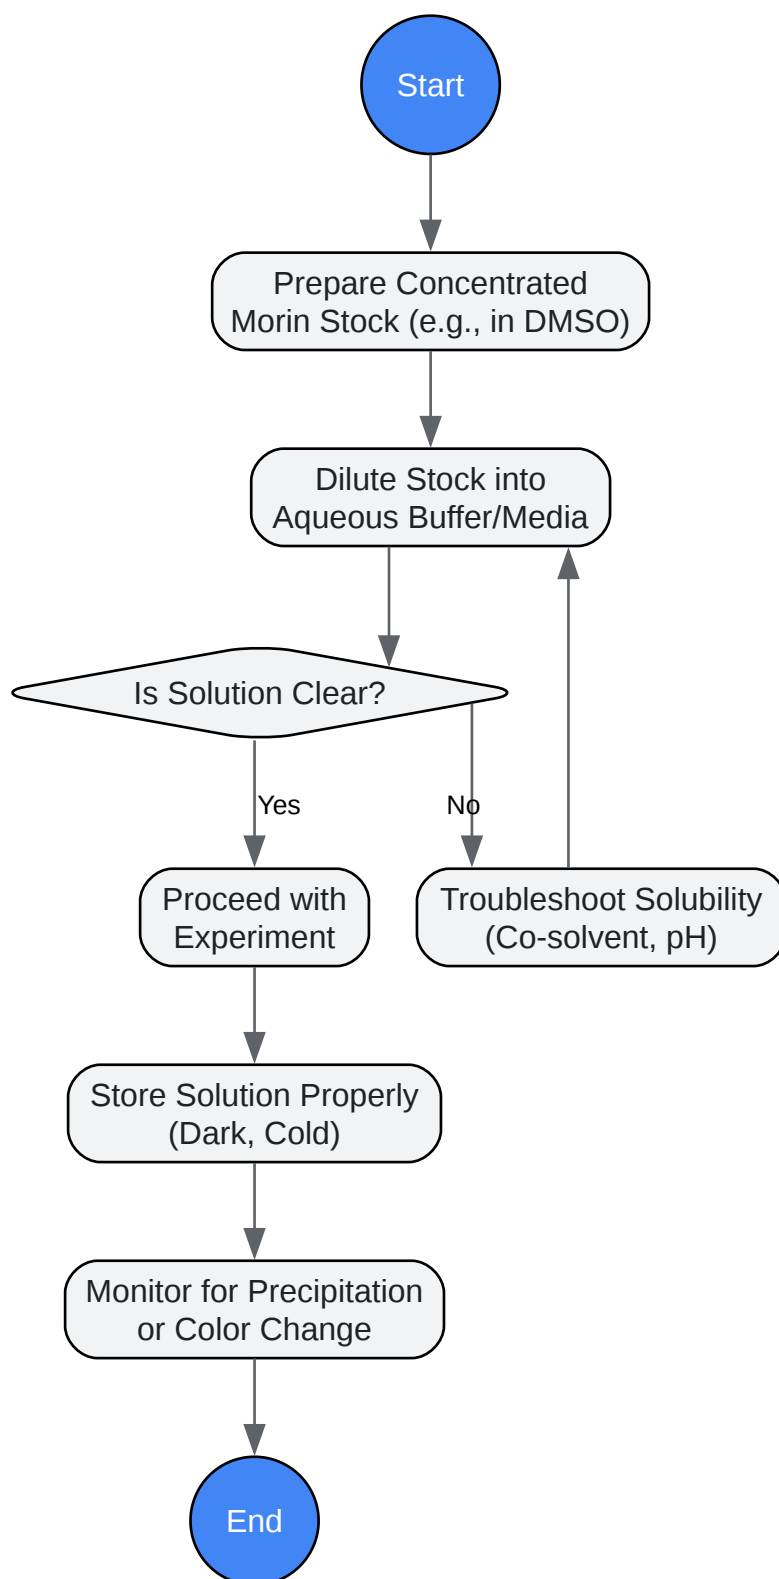 Start
Prepare Concentrated
Morin Stock (e.g., in DMSO)
Dilute Stock into
Aqueous Buffer/Media
Is Solution Clear?
Yes
No
Proceed with
Experiment
Troubleshoot Solubility
(Co-solvent, pH)
Store Solution Properly
(Dark, Cold)
Monitor for Precipitation
or Color Change
End